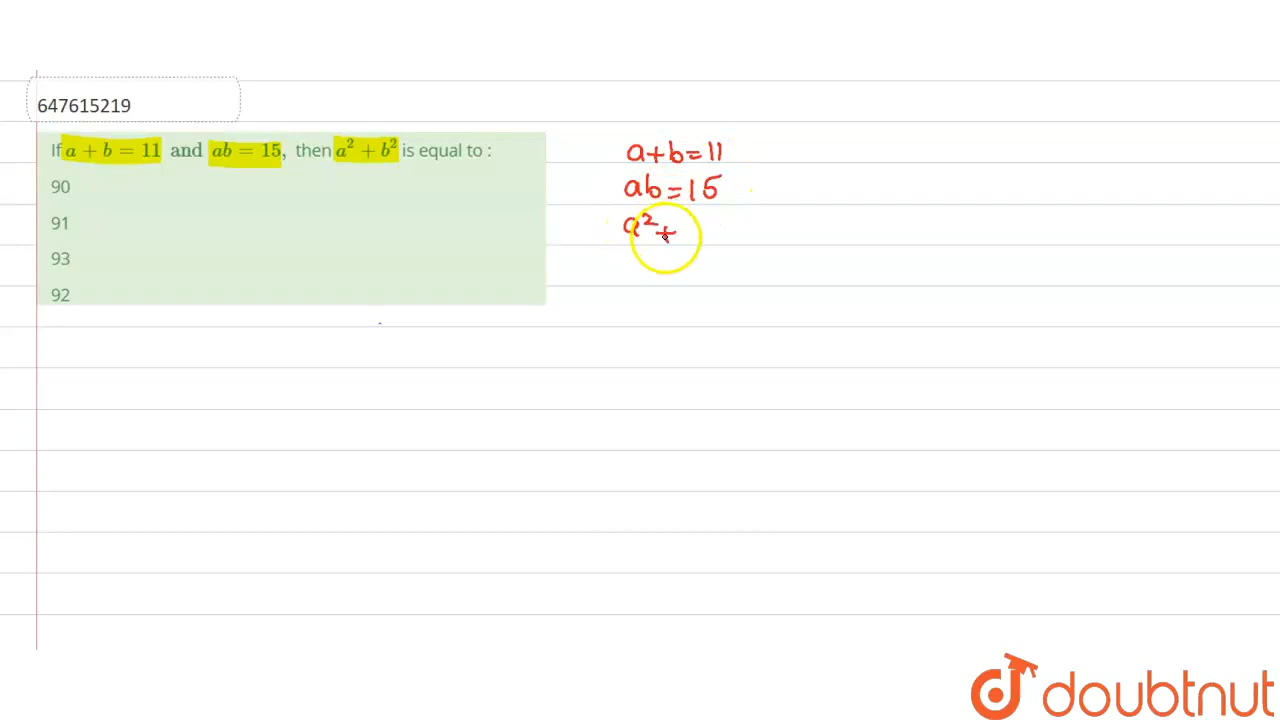 647615219
If a + b = 11 and ab = 15, then a² + b² is equal to :
90
91
93
92
a+b=11
ab=15
a²+
doubtnut